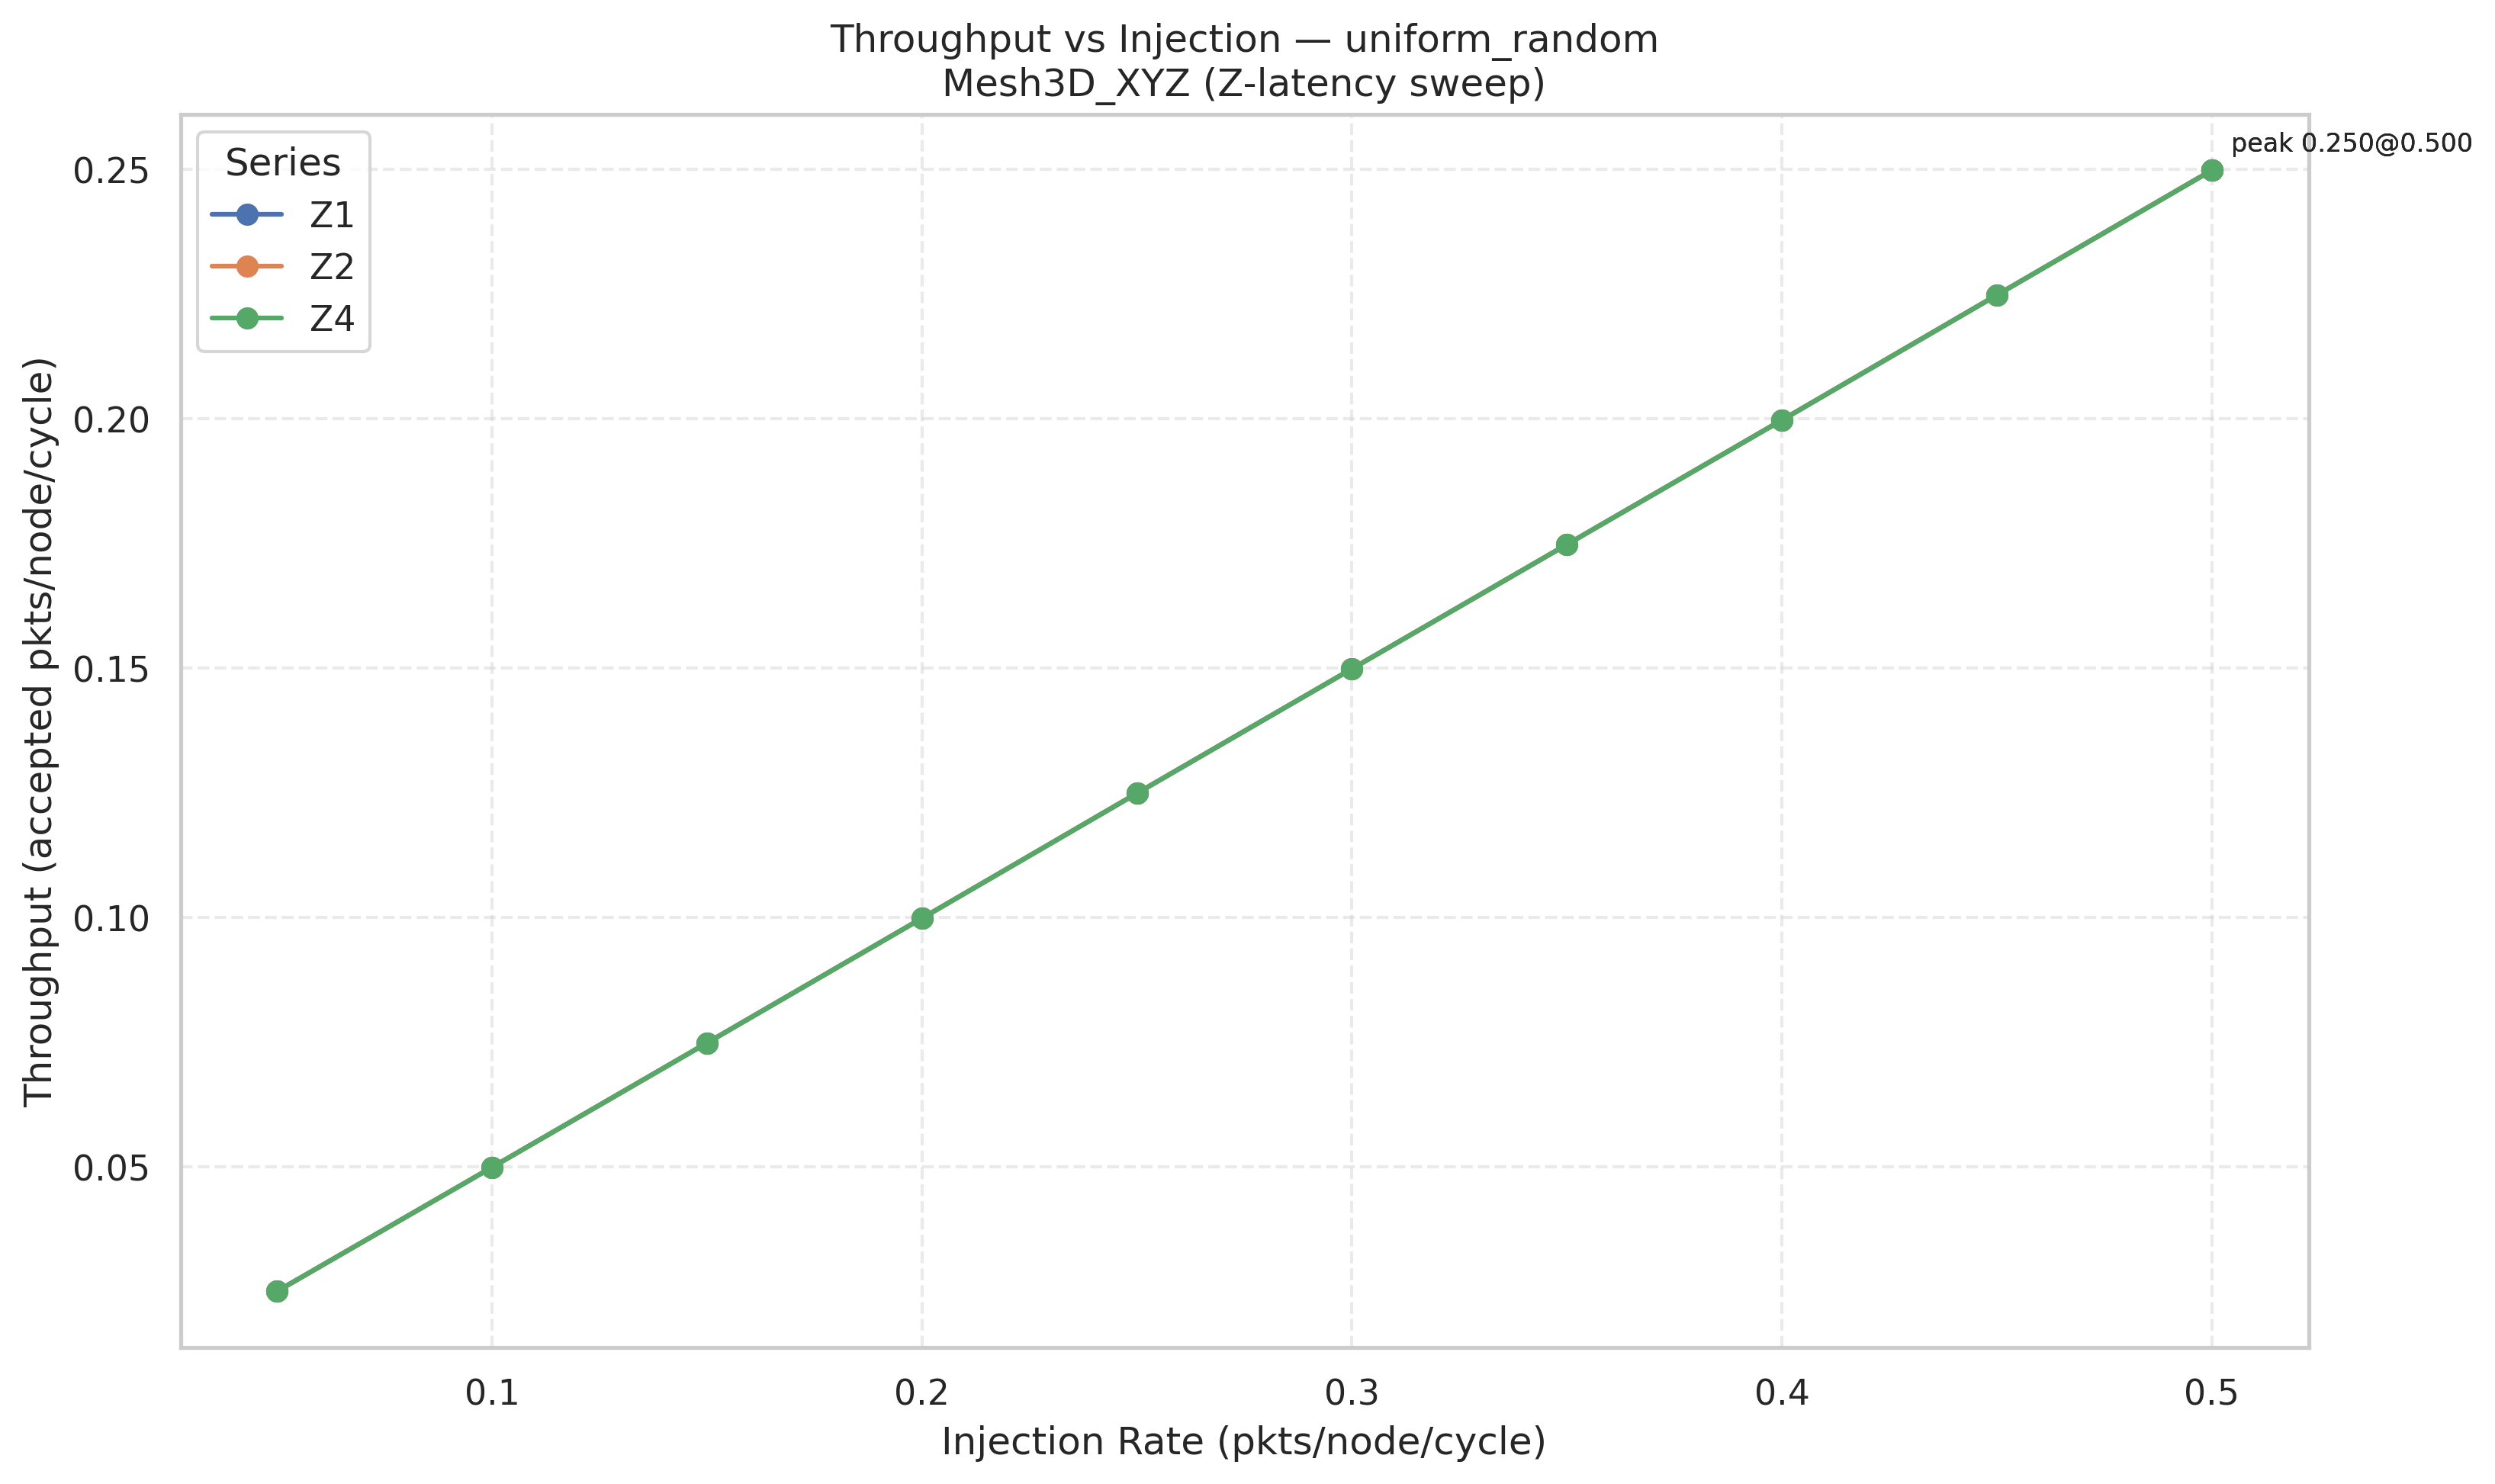 Throughput vs Injection — uniform_random
Mesh3D_XYZ (Z-latency sweep)
peak 0.250@0.500
Series
Z1
Z2
Z4
Throughput (accepted pkts/node/cycle)
0.25
0.20
0.15
0.10
0.05
0.1
0.2
0.3
0.4
0.5
Injection Rate (pkts/node/cycle)